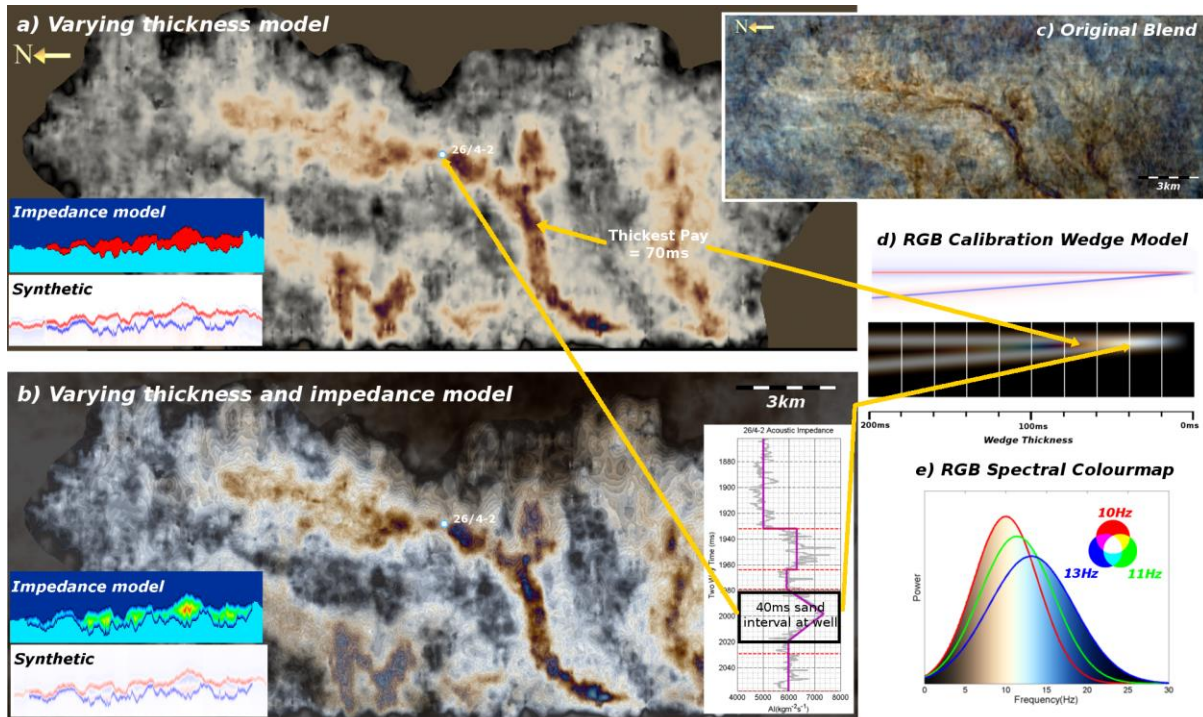 a) Varying thickness model
N
26/4-2
Thickest Pay
= 70ms
Impedance model
Synthetic
c) Original Blend
N
3km
d) RGB Calibration Wedge Model
200ms
100ms
0ms
Wedge Thickness
b) Varying thickness and impedance model
3km
26/4-2
Impedance model
Synthetic
26/4-2 Acoustic Impedance
Two Way Time (ms)
1880
1900
1920
1940
1960
1980
2000
2020
2040
40ms sand
interval at well
4000
5000
6000
7000
8000
AI(kgm⁻²s⁻¹)
e) RGB Spectral Colourmap
10Hz
13Hz
11Hz
Power
0
5
10
15
20
25
30
Frequency(Hz)